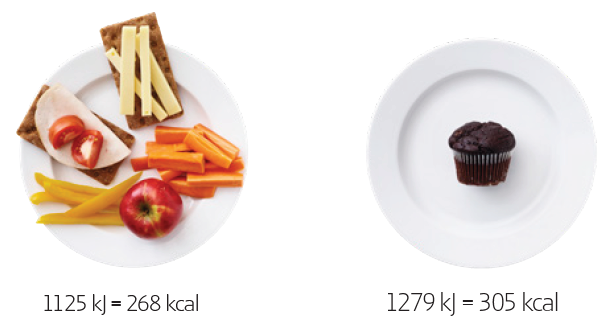 1125 kJ = 268 kcal
1279 kJ = 305 kcal